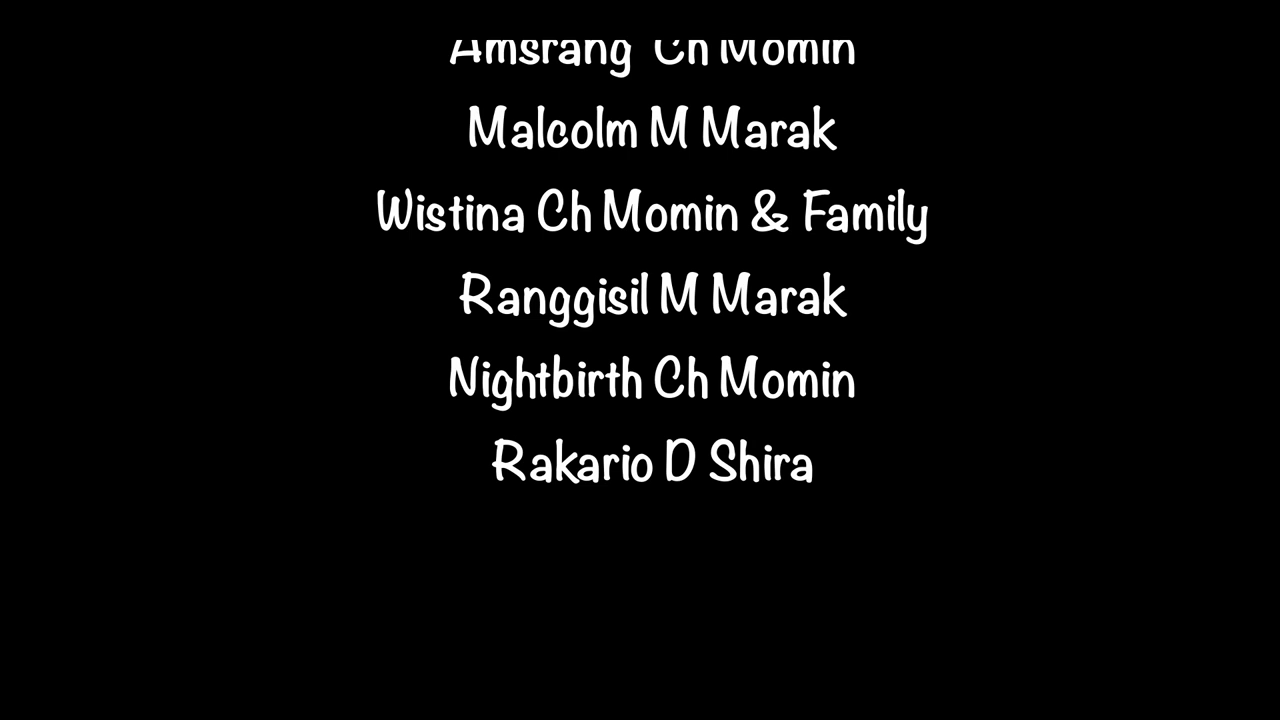 Amsrang Ch Momin
Malcolm M Marak
Wistina Ch Momin & Family
Ranggisil M Marak
Nightbirth Ch Momin
Rakario D Shira